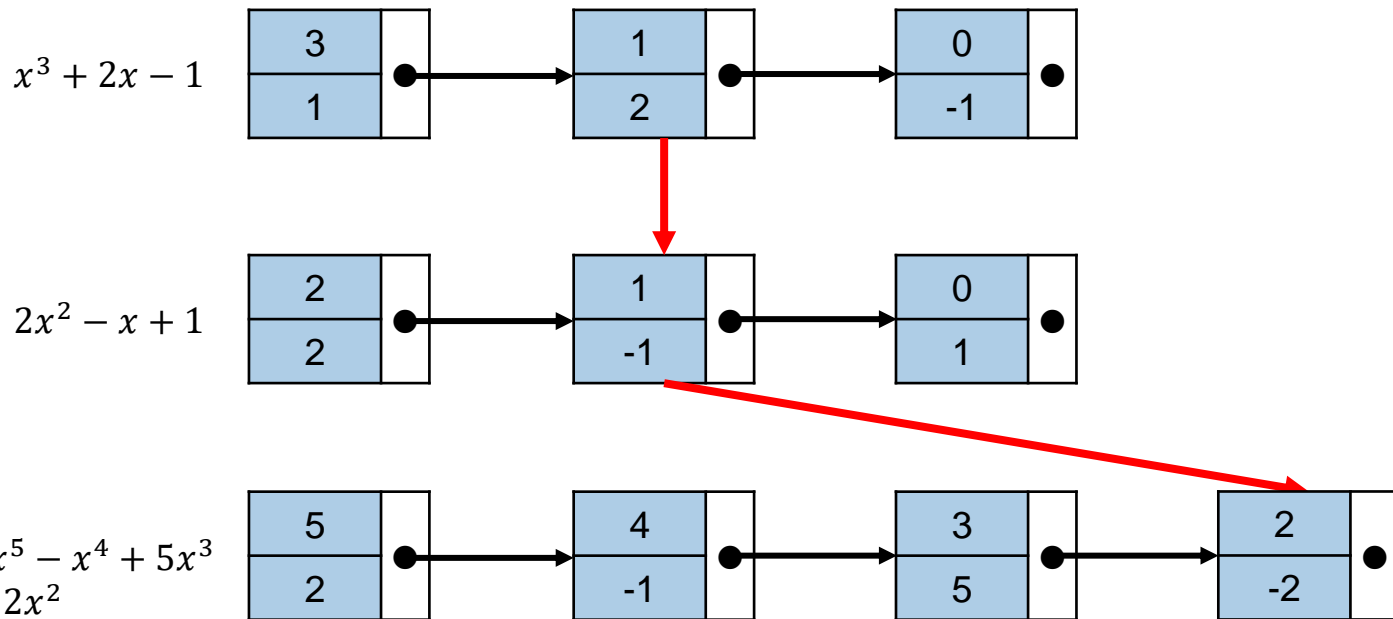 3 1 0
x³ + 2x − 1
1 2 -1
2 1 0
2x² − x + 1
2 -1 1
5 4 3 2
x⁵ − x⁴ + 5x³
2x²
2 -1 5 -2